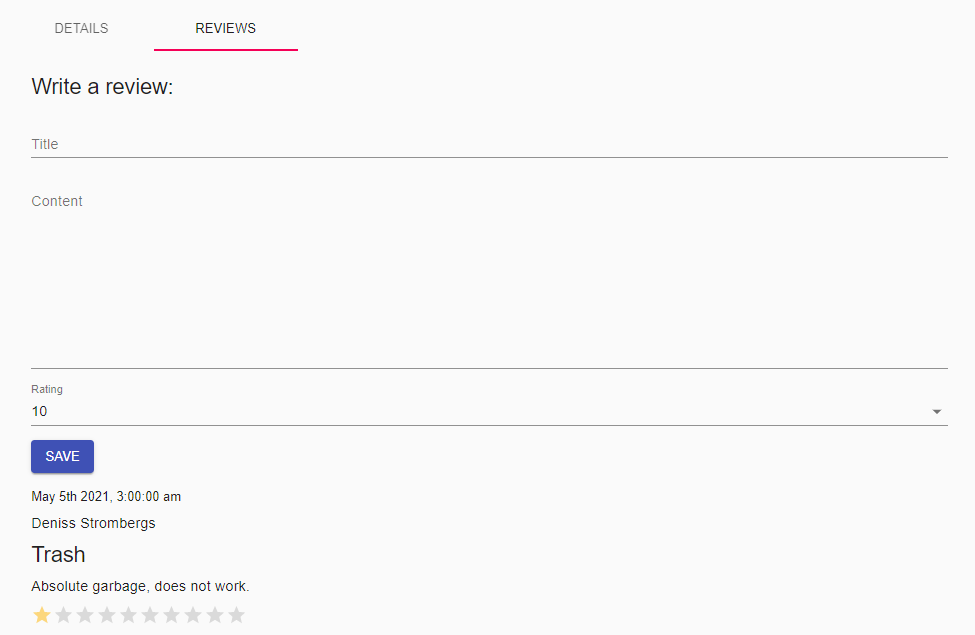 DETAILS REVIEWS
Write a review:
Title
Content
Rating
10
SAVE
May 5th 2021, 3:00:00 am
Deniss Strombergs
Trash
Absolute garbage, does not work.